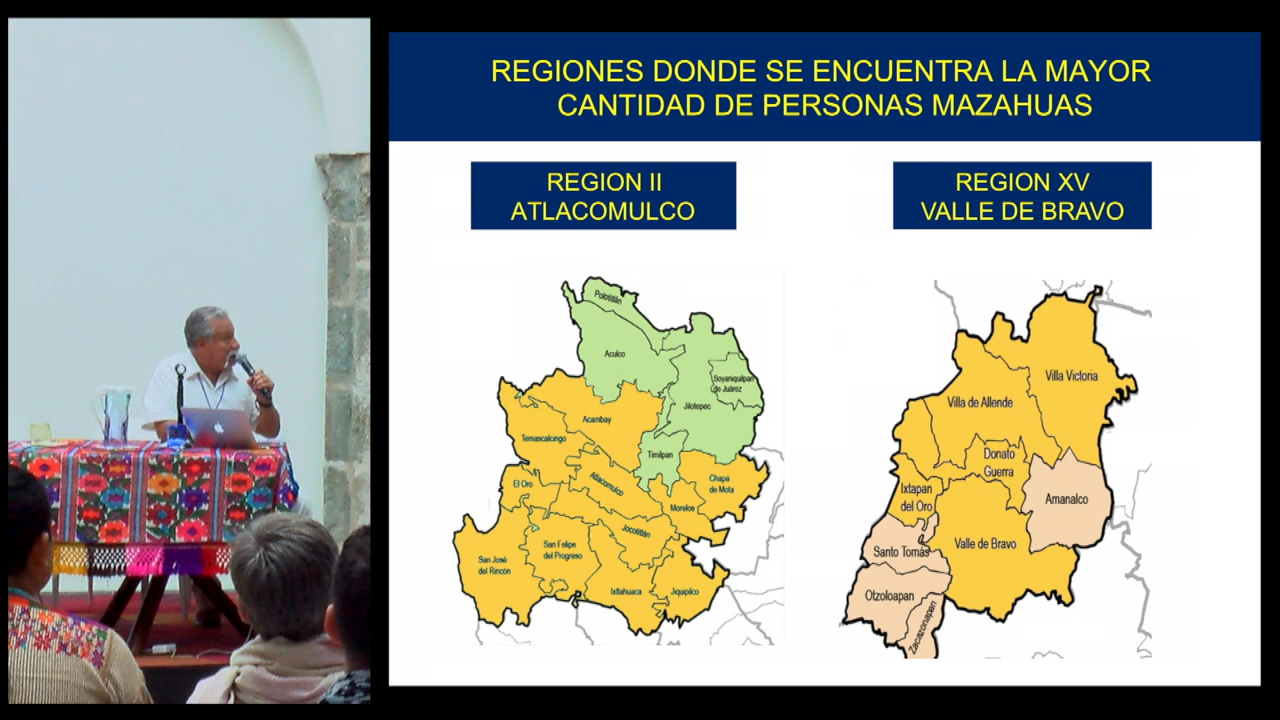 REGIONES DONDE SE ENCUENTRA LA MAYOR
CANTIDAD DE PERSONAS MAZAHUAS
REGION II
ATLACOMULCO
REGION XV
VALLE DE BRAVO
Polotitlán
Aculco
Soyaniquilpan
de Juárez
Jilotepec
Acambay
Temascalcingo
Timilpan
El Oro
Atlacomulco
Chapa
de Mota
Morelos
Jocotitlán
San Felipe
del Progreso
San José
del Rincón
Ixtlahuaca
Jiquipilco
Villa Victoria
Villa de Allende
Donato
Guerra
Ixtapan
del Oro
Amanalco
Santo Tomás
Valle de Bravo
Otzoloapan
Zacazonapan